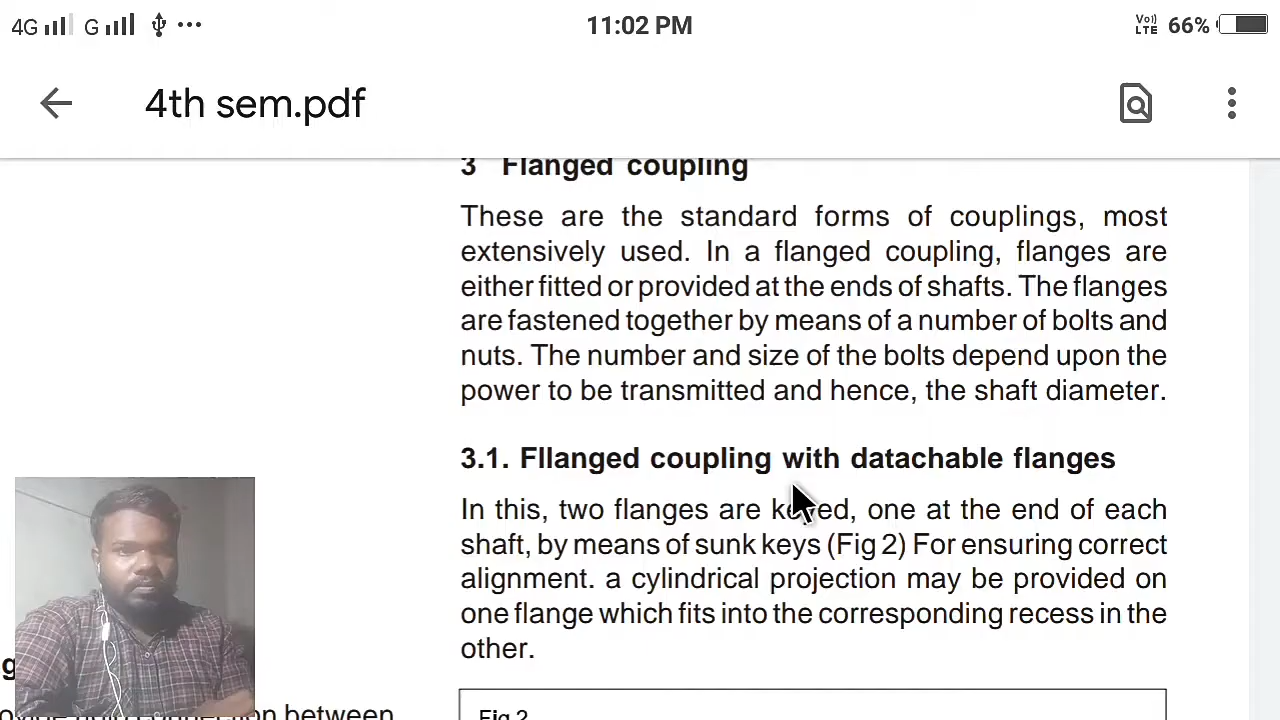 4G G 11:02 PM Vo) LTE 66%
4th sem.pdf
3 Flanged coupling
These are the standard forms of couplings, most
extensively used. In a flanged coupling, flanges are
either fitted or provided at the ends of shafts. The flanges
are fastened together by means of a number of bolts and
nuts. The number and size of the bolts depend upon the
power to be transmitted and hence, the shaft diameter.
3.1. Fllanged coupling with datachable flanges
In this, two flanges are keyed, one at the end of each
shaft, by means of sunk keys (Fig 2) For ensuring correct
alignment. a cylindrical projection may be provided on
one flange which fits into the corresponding recess in the
other.
g
between
Fig 2